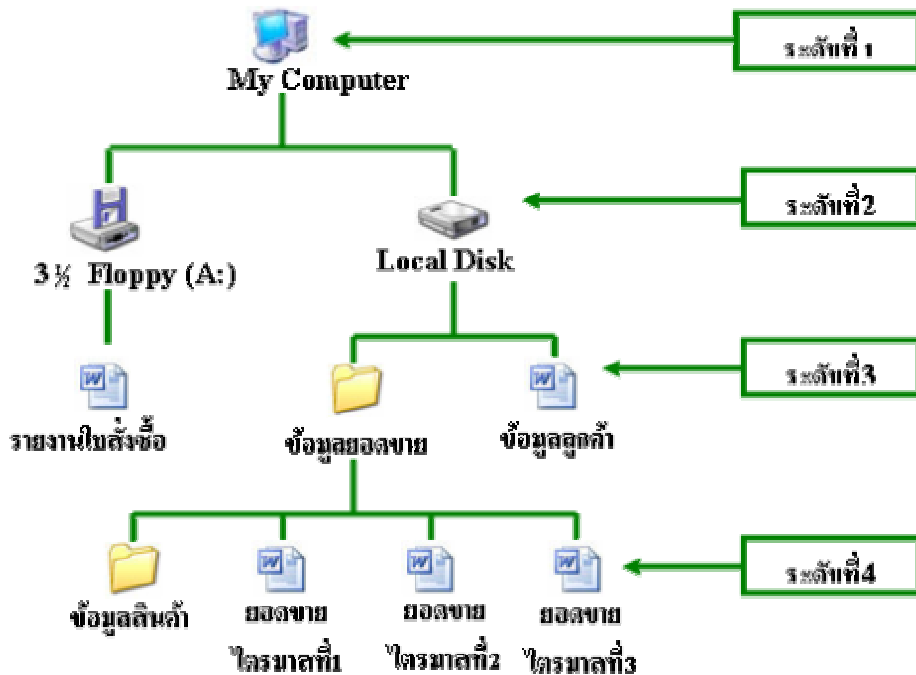 ระดับที่ 1
My Computer
ระดับที่2
3 ½ Floppy (A:)
Local Disk
ระดับที่3
รายงานใบสั่งซื้อ
ข้อมูลยอดขาย
ข้อมูลลูกค้า
ระดับที่4
ข้อมูลสินค้า
ยอดขาย
ไตรมาสที่1
ยอดขาย
ไตรมาสที่2
ยอดขาย
ไตรมาสที่3